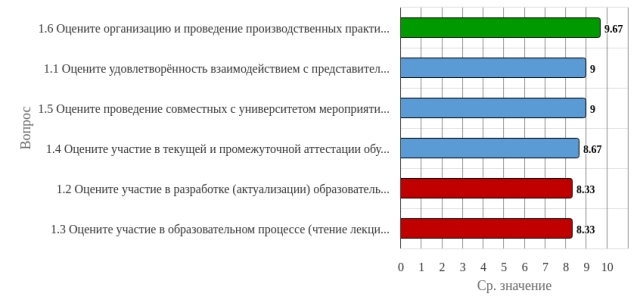 1.6 Оцените организацию и проведение производственных практи... 9.67
1.1 Оцените удовлетворённость взаимодействием с представител... 9
1.5 Оцените проведение совместных с университетом мероприяти... 9
1.4 Оцените участие в текущей и промежуточной аттестации обу... 8.67
1.2 Оцените участие в разработке (актуализации) образователь... 8.33
1.3 Оцените участие в образовательном процессе (чтение лекци... 8.33
Вопрос
0 1 2 3 4 5 6 7 8 9 10
Ср. значение